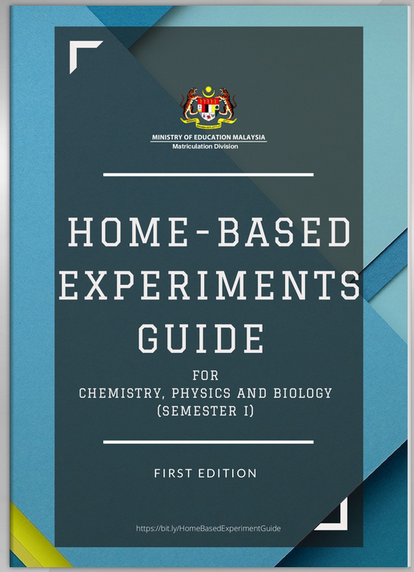 MINISTRY OF EDUCATION MALAYSIA
Matriculation Division
HOME-BASED
EXPERIMENTS
GUIDE
FOR
CHEMISTRY, PHYSICS AND BIOLOGY
(SEMESTER I)
FIRST EDITION
https://bit.ly/HomeBasedExperimentGuide